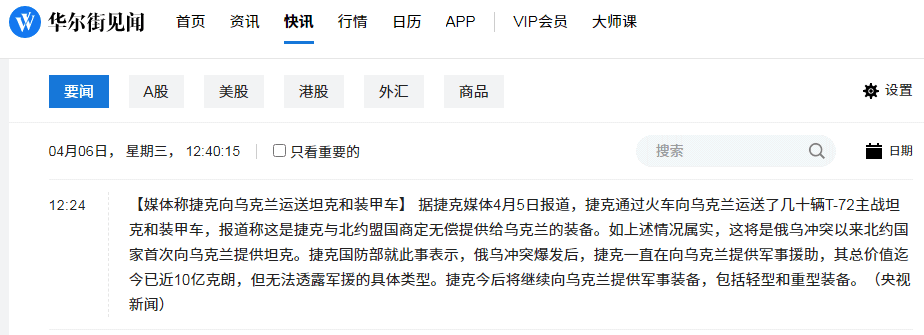 华尔街见闻 首页 资讯 快讯 行情 日历 APP VIP会员 大师课
要闻 A股 美股 港股 外汇 商品 设置
04月06日， 星期三， 12:40:15 只看重要的 搜索 日期
12:24 【媒体称捷克向乌克兰运送坦克和装甲车】 据捷克媒体4月5日报道，捷克通过火车向乌克兰运送了几十辆T-72主战坦
克和装甲车，报道称这是捷克与北约盟国商定无偿提供给乌克兰的装备。如上述情况属实，这将是俄乌冲突以来北约国
家首次向乌克兰提供坦克。捷克国防部就此事表示，俄乌冲突爆发后，捷克一直在向乌克兰提供军事援助，其总价值迄
今已近10亿克朗，但无法透露军援的具体类型。捷克今后将继续向乌克兰提供军事装备，包括轻型和重型装备。（央视
新闻）